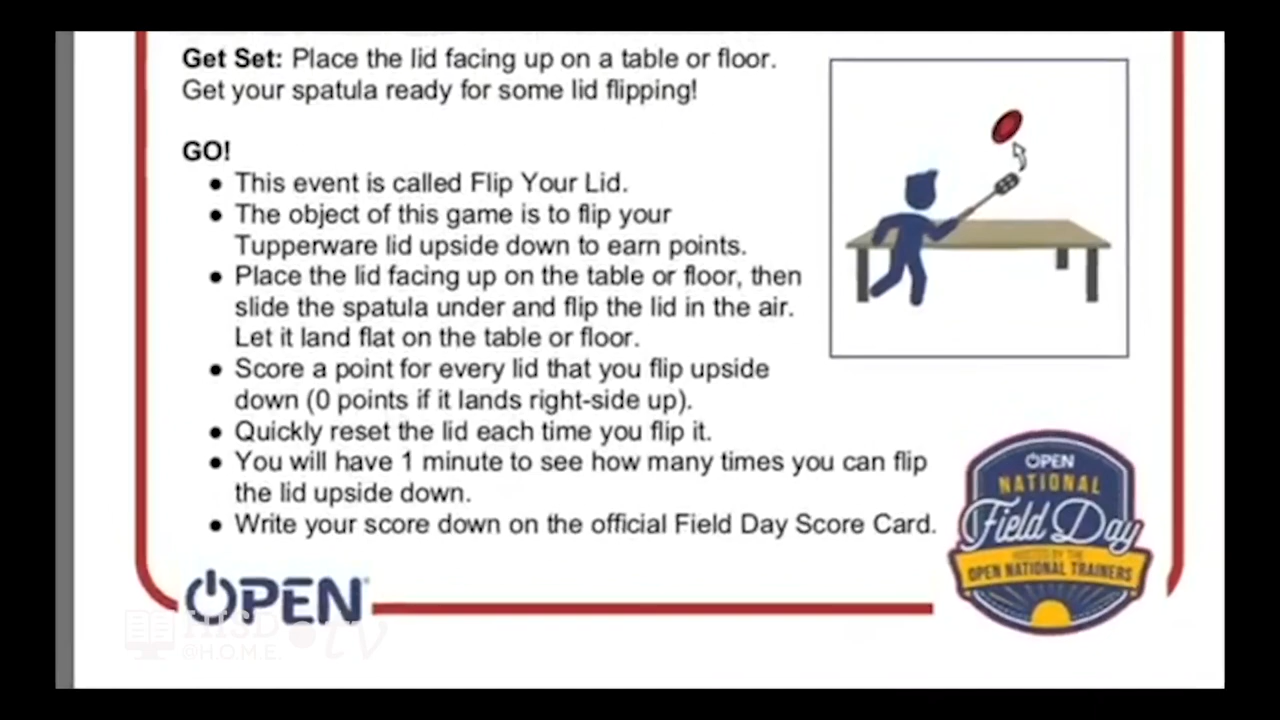 Get Set: Place the lid facing up on a table or floor.
Get your spatula ready for some lid flipping!
GO!
● This event is called Flip Your Lid.
● The object of this game is to flip your
Tupperware lid upside down to earn points.
● Place the lid facing up on the table or floor, then
slide the spatula under and flip the lid in the air.
Let it land flat on the table or floor.
● Score a point for every lid that you flip upside
down (0 points if it lands right-side up).
● Quickly reset the lid each time you flip it.
● You will have 1 minute to see how many times you can flip
the lid upside down.
● Write your score down on the official Field Day Score Card.
OPEN
NATIONAL
Field Day
HOSTED BY THE
OPEN NATIONAL TRAINERS
OPEN
HISD
@H.O.M.E.
TV